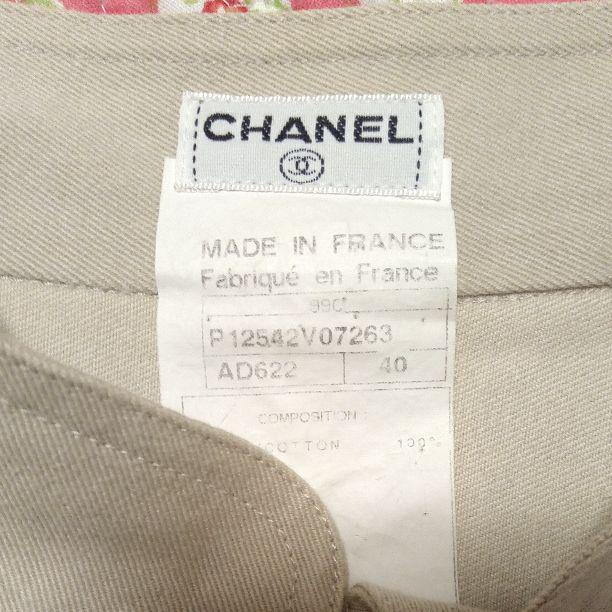 CHANEL
MADE IN FRANCE
Fabriqué en France
99C
P12542V07263
AD622 40
COMPOSITION :
COTTON 100%